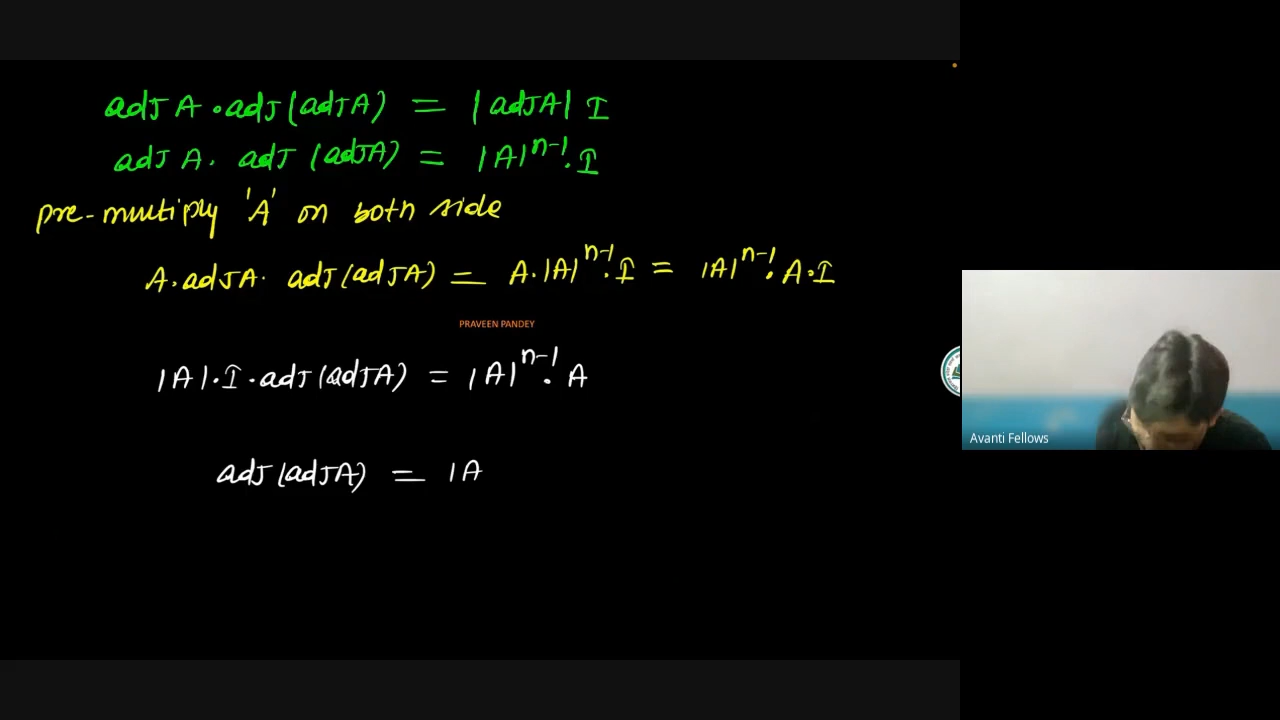 adj A . adj (adj A) = |adj A| I
adj A . adj (adj A) = |A|ⁿ⁻¹ . I
pre-multiply 'A' on both side
A . adj A . adj (adj A) = A . |A|ⁿ⁻¹ . I = |A|ⁿ⁻¹ . A . I
PRAVEEN PANDEY
|A| . I . adj (adj A) = |A|ⁿ⁻¹ . A
adj (adj A) = |A
Avanti Fellows